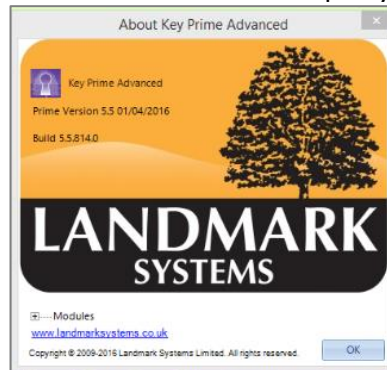 About Key Prime Advanced
Key Prime Advanced
Prime Version 5.5 01/04/2016
Build 5.5.814.0
LANDMARK
SYSTEMS
Modules
www.landmarksystems.co.uk
Copyright © 2009-2016 Landmark Systems Limited. All rights reserved.
OK